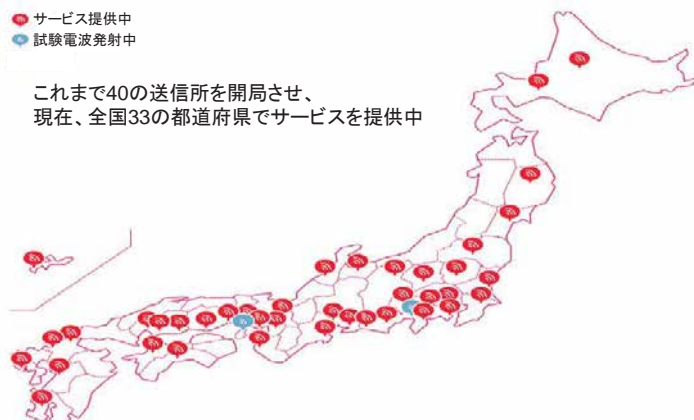 サービス提供中
試験電波発射中
これまで40の送信所を開局させ、
現在、全国33の都道府県でサービスを提供中